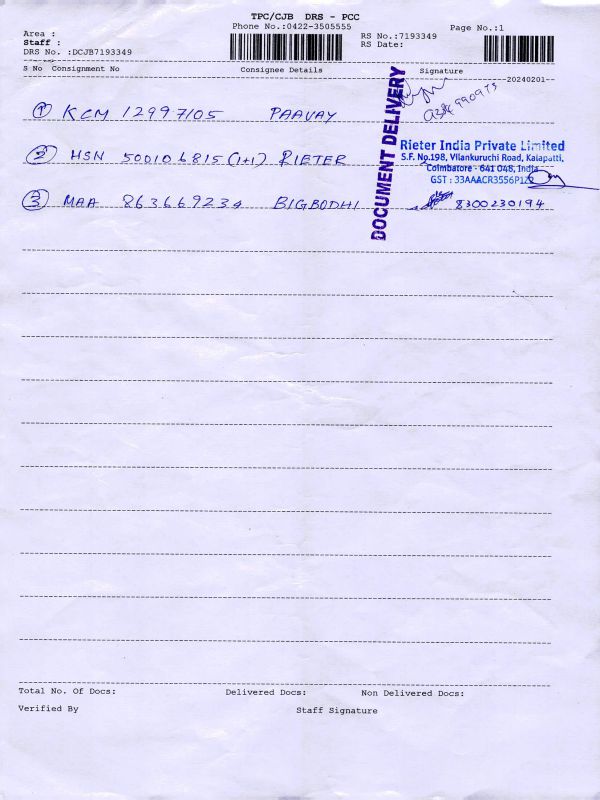 TPC/CJB DRS - PCC
Phone No.:0422-3505555
Page No.:1
Area :
Staff :
DRS No. :DCJB7193349
RS No.:7193349
RS Date:
S No Consignment No Consignee Details Signature
20240201
① KCM 12997105 PAAVAY
DOCUMENT DELIVERY
② HSN 500106815 (1+1) RIETER
Rieter India Private Limited
S.F. No.198, Vilankuruchi Road, Kalapatti,
Coimbatore - 641 048, India
GST : 33AAACR3556P1Z
③ MAA 863669234 BIGBODHI 8300230194
Total No. Of Docs: Delivered Docs: Non Delivered Docs:
Verified By Staff Signature